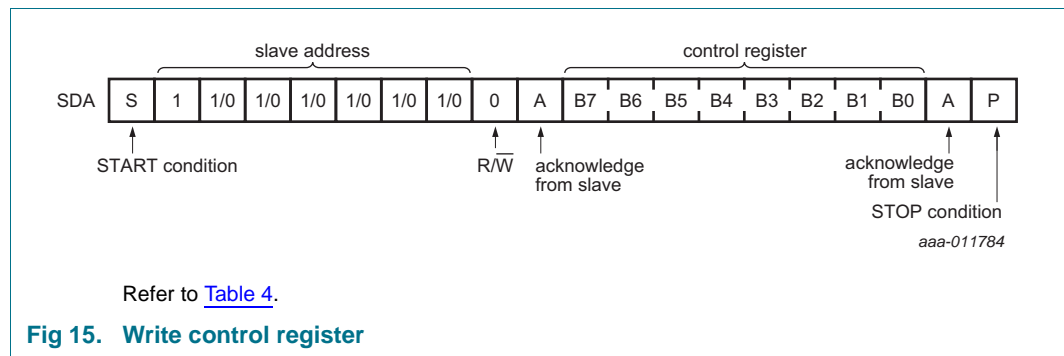 slave address control register
SDA S 1 1/0 1/0 1/0 1/0 1/0 1/0 0 A B7 B6 B5 B4 B3 B2 B1 B0 A P
START condition R/W̅ acknowledge from slave acknowledge from slave
STOP condition
aaa-011784
Refer to Table 4.
Fig 15. Write control register